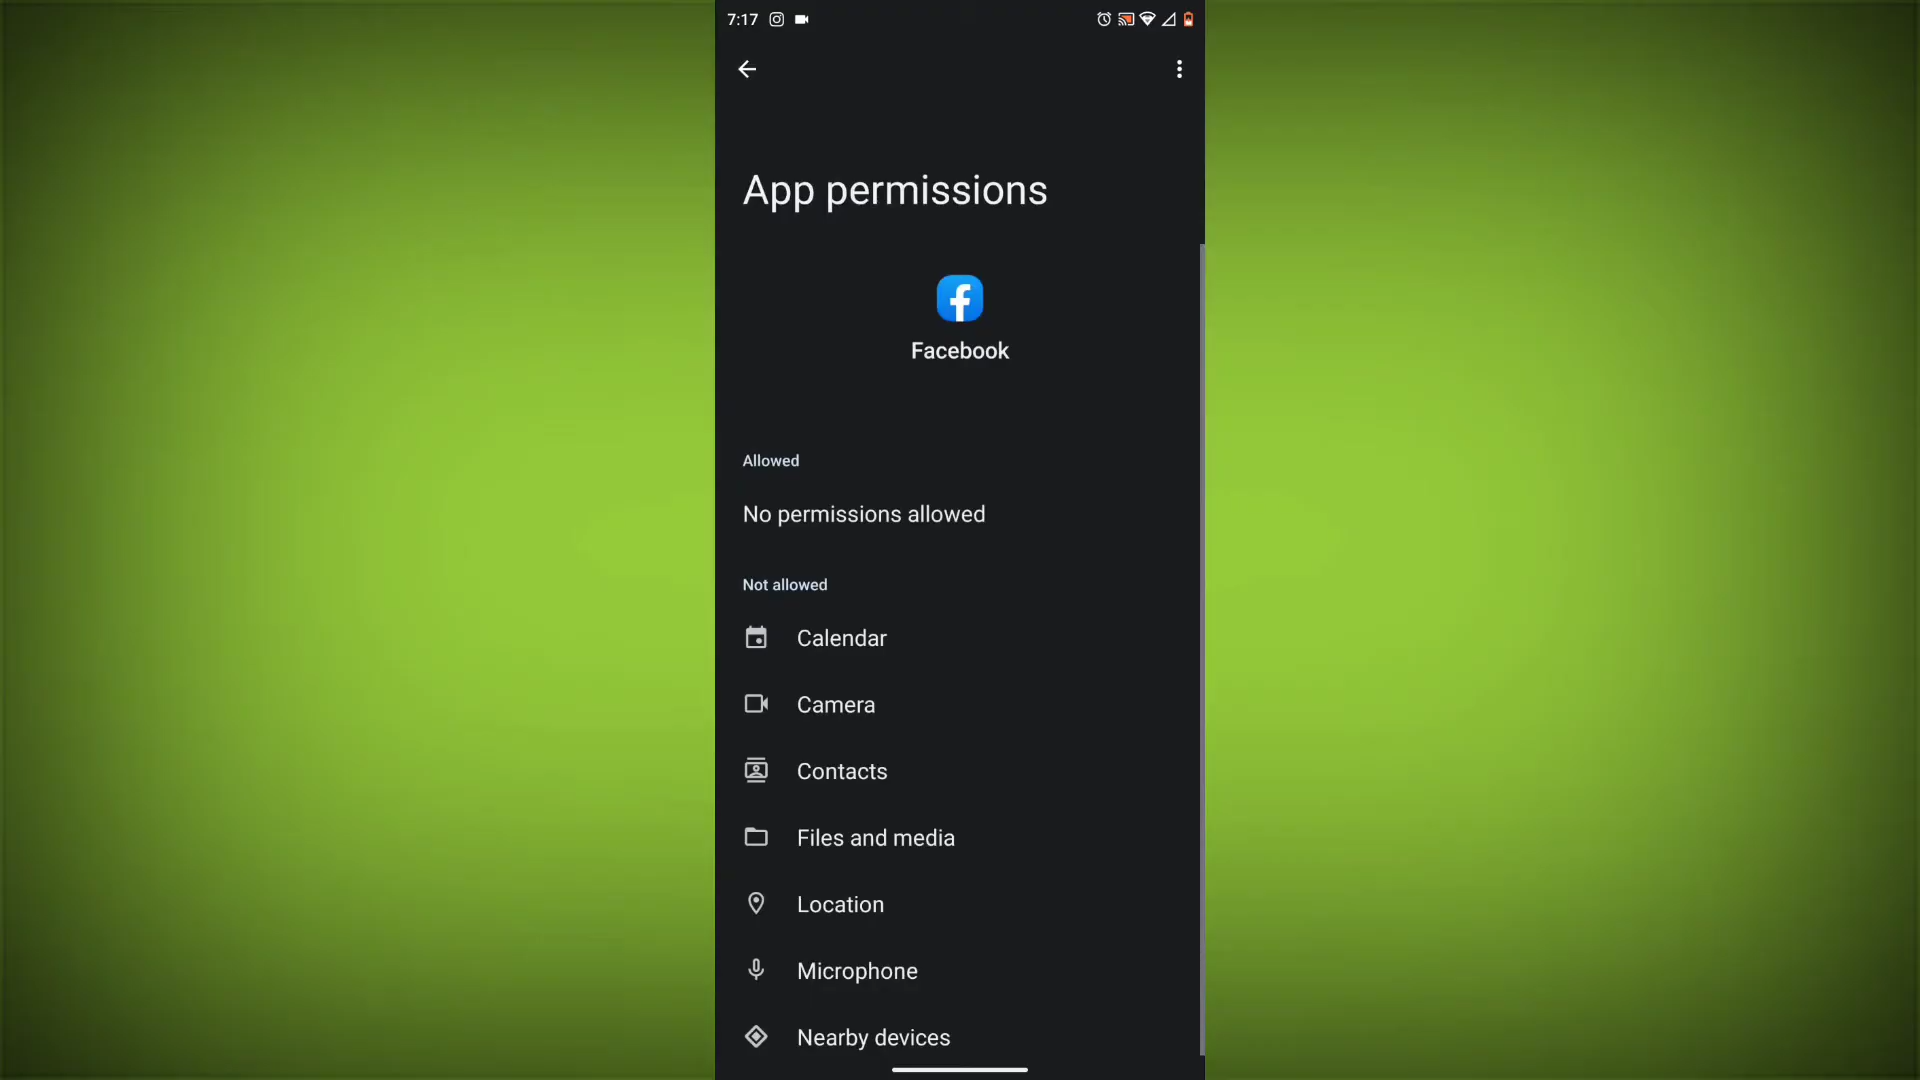 7:17
App permissions
Facebook
Allowed
No permissions allowed
Not allowed
Calendar
Camera
Contacts
Files and media
Location
Microphone
Nearby devices